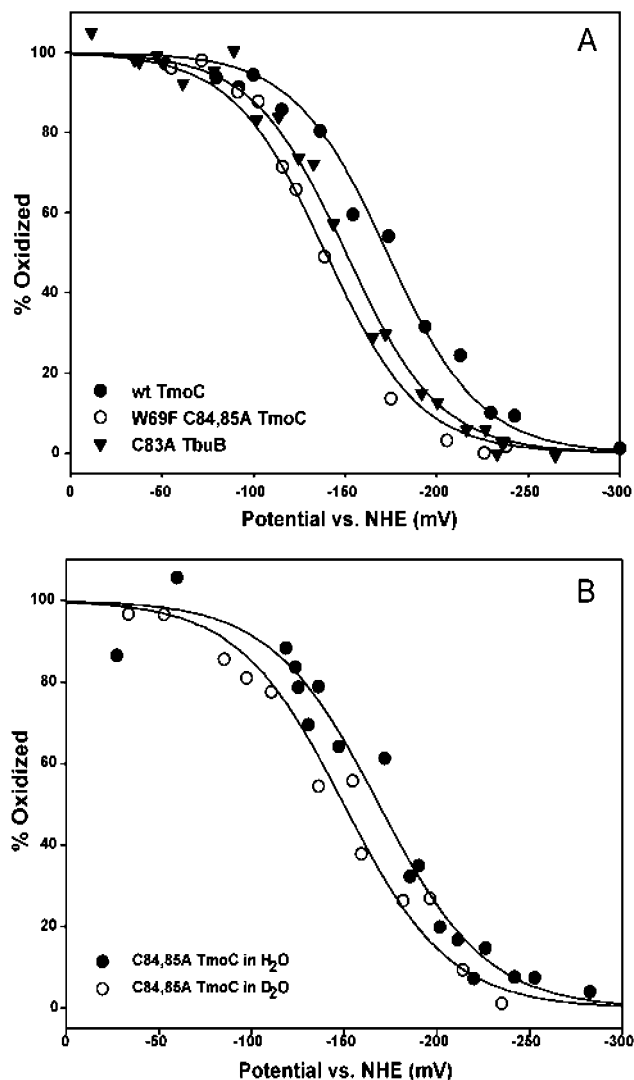 A
100
80
60
40
20
0
% Oxidized
wt TmoC
W69F C84,85A TmoC
C83A TbuB
0 -50 -100 -150 -200 -250 -300
Potential vs. NHE (mV)
B
100
80
60
40
20
0
% Oxidized
C84,85A TmoC in H2O
C84,85A TmoC in D2O
0 -50 -100 -150 -200 -250 -300
Potential vs. NHE (mV)